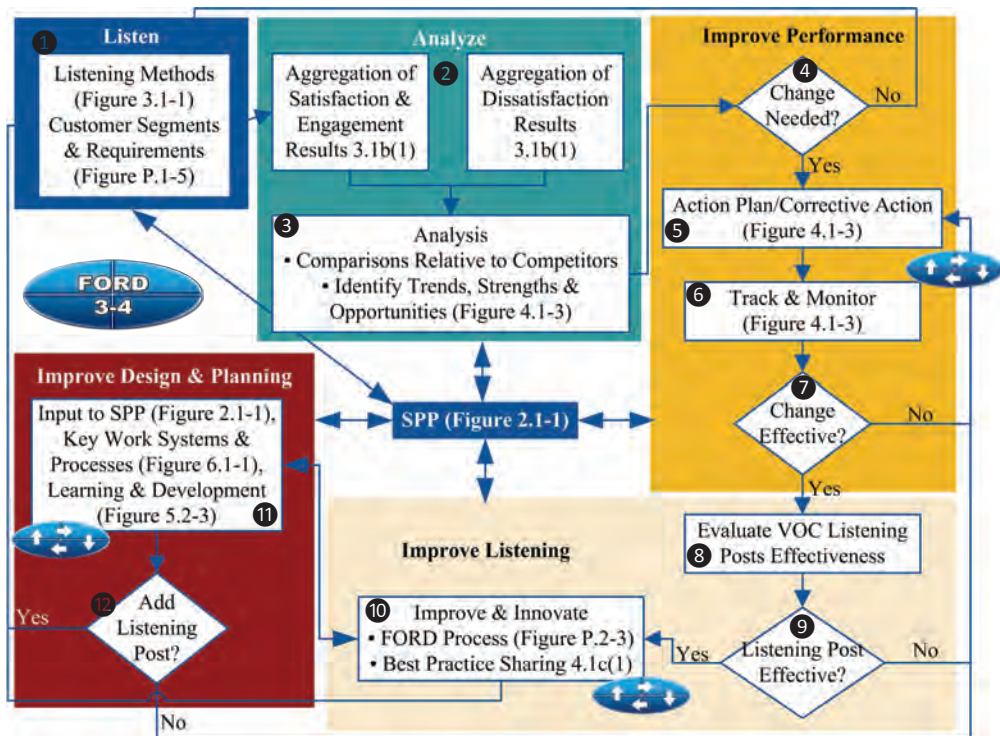 Listen
1
Listening Methods
(Figure 3.1-1)
Customer Segments
& Requirements
(Figure P.1-5)
Analyze
2
Aggregation of
Satisfaction &
Engagement
Results 3.1b(1)
Aggregation of
Dissatisfaction
Results
3.1b(1)
3
Analysis
• Comparisons Relative to Competitors
• Identify Trends, Strengths &
Opportunities (Figure 4.1-3)
Improve Performance
4
Change
Needed?
No
Yes
Action Plan/Corrective Action
5
(Figure 4.1-3)
6
Track & Monitor
(Figure 4.1-3)
7
Change
Effective?
No
Yes
FORD
3-4
SPP (Figure 2.1-1)
Improve Listening
Evaluate VOC Listening
8
Posts Effectiveness
9
Listening Post
Effective?
No
Yes
10
Improve & Innovate
• FORD Process (Figure P.2-3)
• Best Practice Sharing 4.1c(1)
Improve Design & Planning
Input to SPP (Figure 2.1-1),
Key Work Systems &
Processes (Figure 6.1-1),
Learning & Development
(Figure 5.2-3)
11
12
Add
Listening
Post?
Yes
No